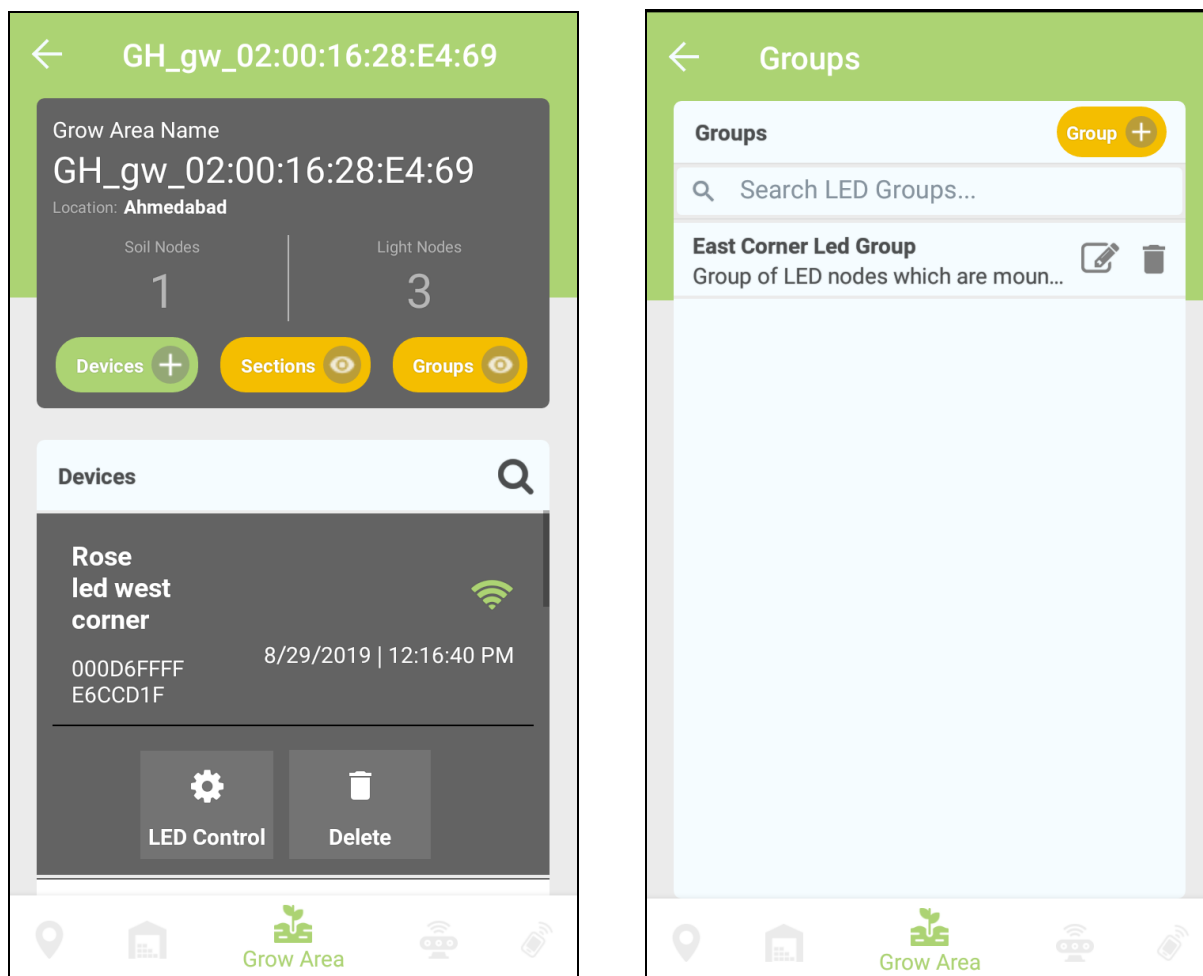 GH_gw_02:00:16:28:E4:69
Grow Area Name
GH_gw_02:00:16:28:E4:69
Location: Ahmedabad
Soil Nodes
Light Nodes
1
3
Devices
Sections
Groups
Devices
Rose
led west
corner
000D6FFFF
E6CCD1F
8/29/2019 | 12:16:40 PM
LED Control
Delete
Grow Area
Groups
Groups
Group
Search LED Groups...
East Corner Led Group
Group of LED nodes which are moun...
Grow Area